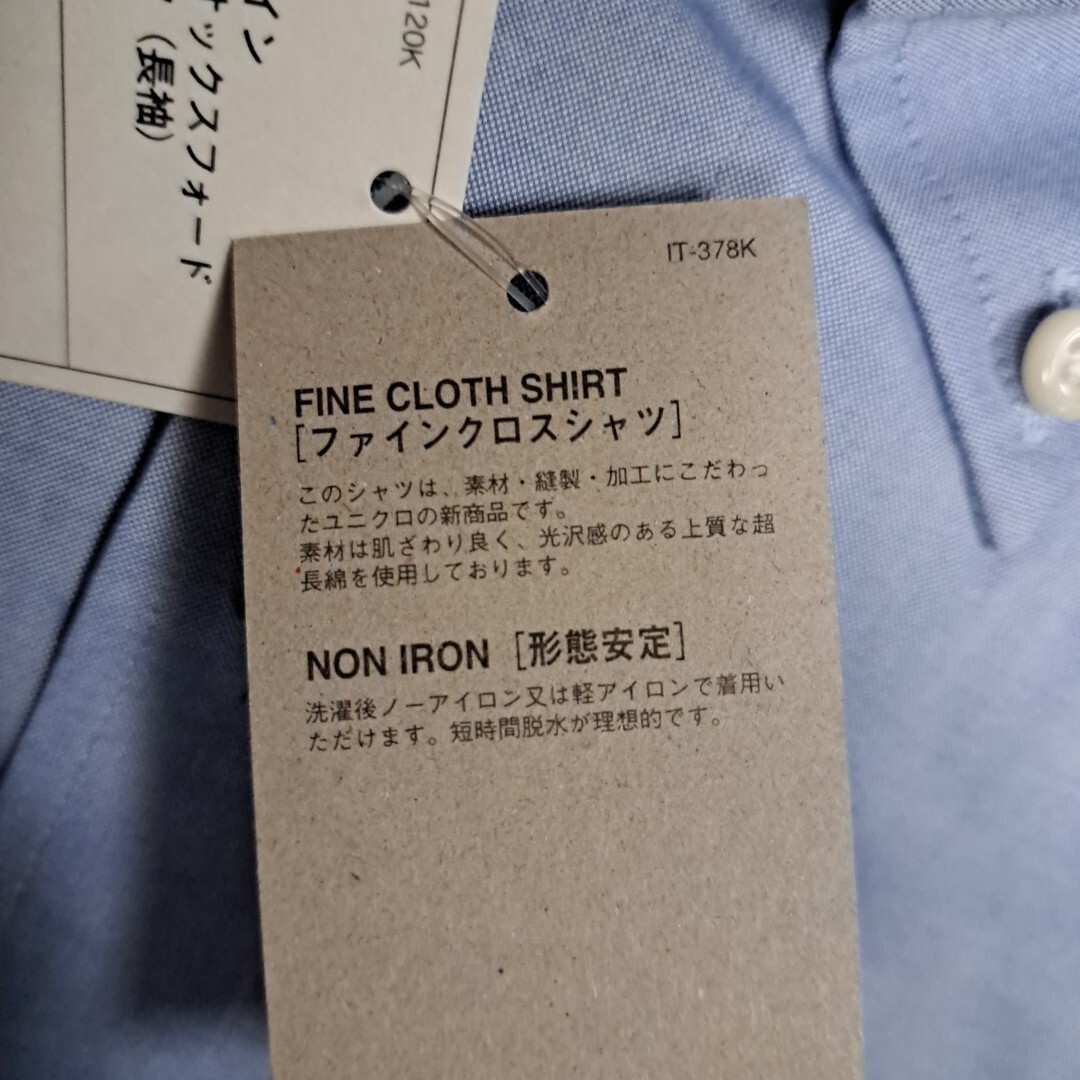 120K
イン
ックスフォード
(長袖)
IT-378K
FINE CLOTH SHIRT
[ファインクロスシャツ]
このシャツは、素材・縫製・加工にこだわっ
たユニクロの新商品です。
素材は肌ざわり良く、光沢感のある上質な超
長綿を使用しております。
NON IRON [形態安定]
洗濯後ノーアイロン又は軽アイロンで着用い
ただけます。短時間脱水が理想的です。